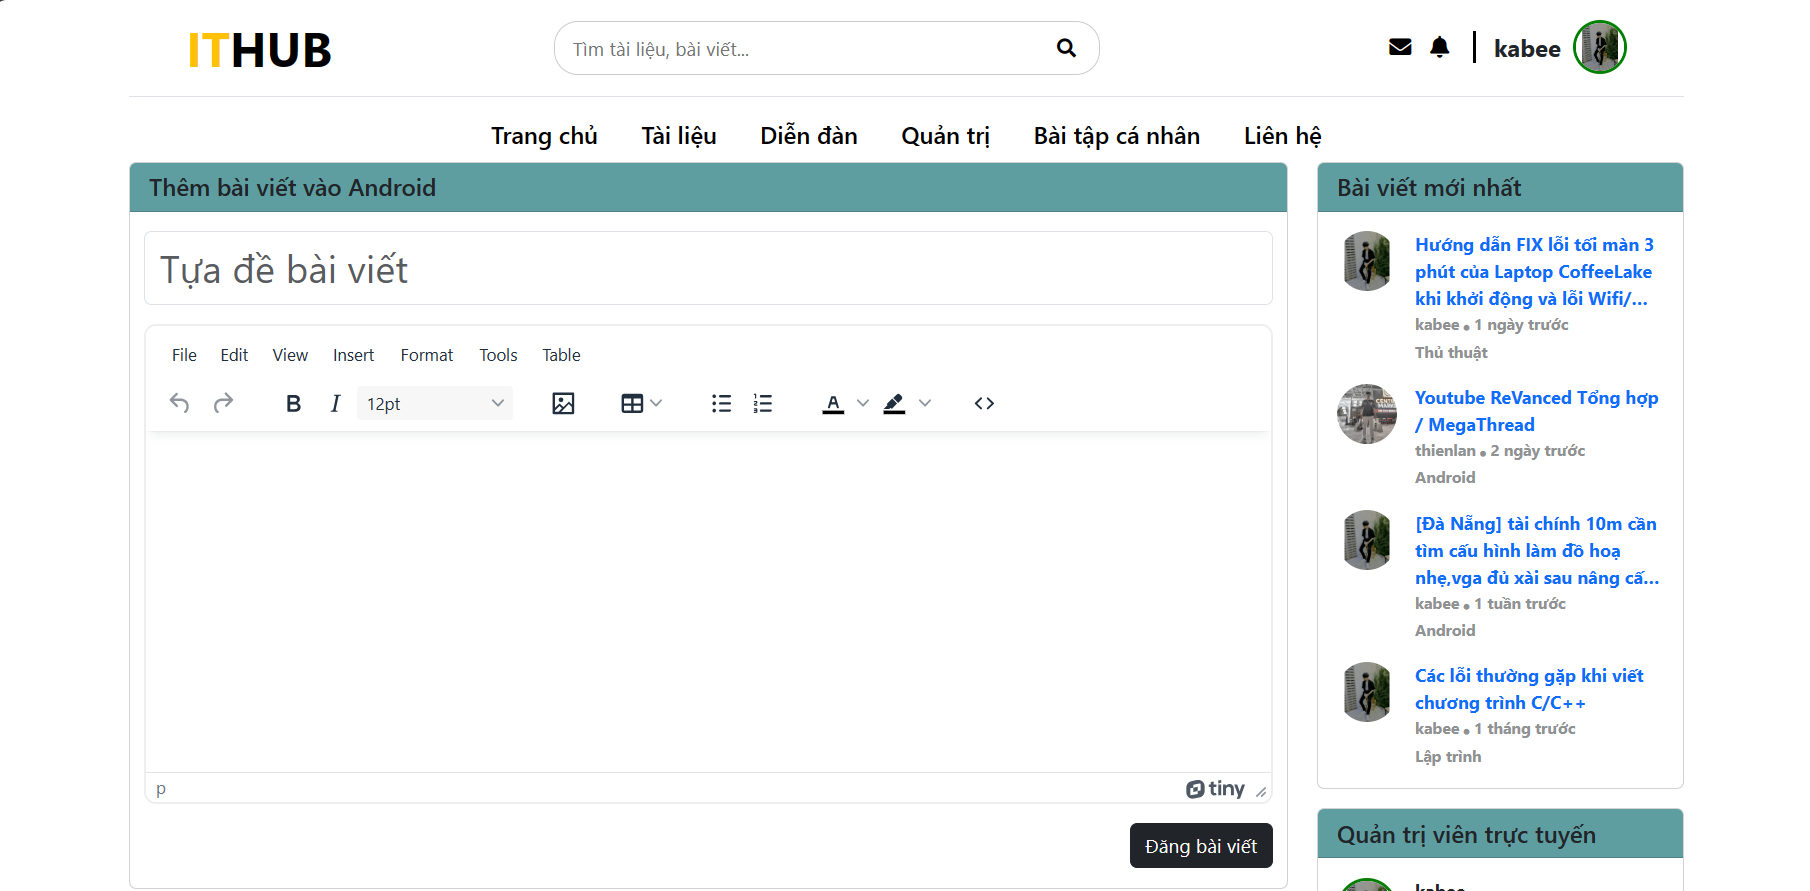 ITHUB
Tìm tài liệu, bài viết...
kabee
Trang chủ Tài liệu Diễn đàn Quản trị Bài tập cá nhân Liên hệ
Thêm bài viết vào Android
Tựa đề bài viết
File Edit View Insert Format Tools Table
B I 12pt A
p
tiny
Đăng bài viết
Bài viết mới nhất
Hướng dẫn FIX lỗi tối màn 3
phút của Laptop CoffeeLake
khi khởi động và lỗi Wifi/...
kabee • 1 ngày trước
Thủ thuật
Youtube ReVanced Tổng hợp
/ MegaThread
thienlan • 2 ngày trước
Android
[Đà Nẵng] tài chính 10m cần
tìm cấu hình làm đồ hoạ
nhẹ,vga đủ xài sau nâng cấ...
kabee • 1 tuần trước
Android
Các lỗi thường gặp khi viết
chương trình C/C++
kabee • 1 tháng trước
Lập trình
Quản trị viên trực tuyến
kabee